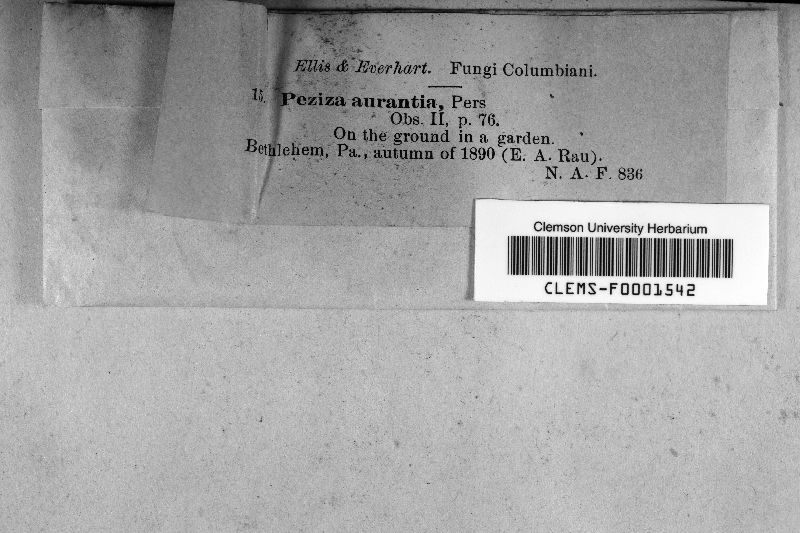 Ellis & Everhart. Fungi Columbiani.
15. Peziza aurantia, Pers
Obs. II, p. 76.
On the ground in a garden.
Bethlehem, Pa., autumn of 1890 (E. A. Rau).
N. A. F. 836
Clemson University Herbarium
CLEMS-F0001542